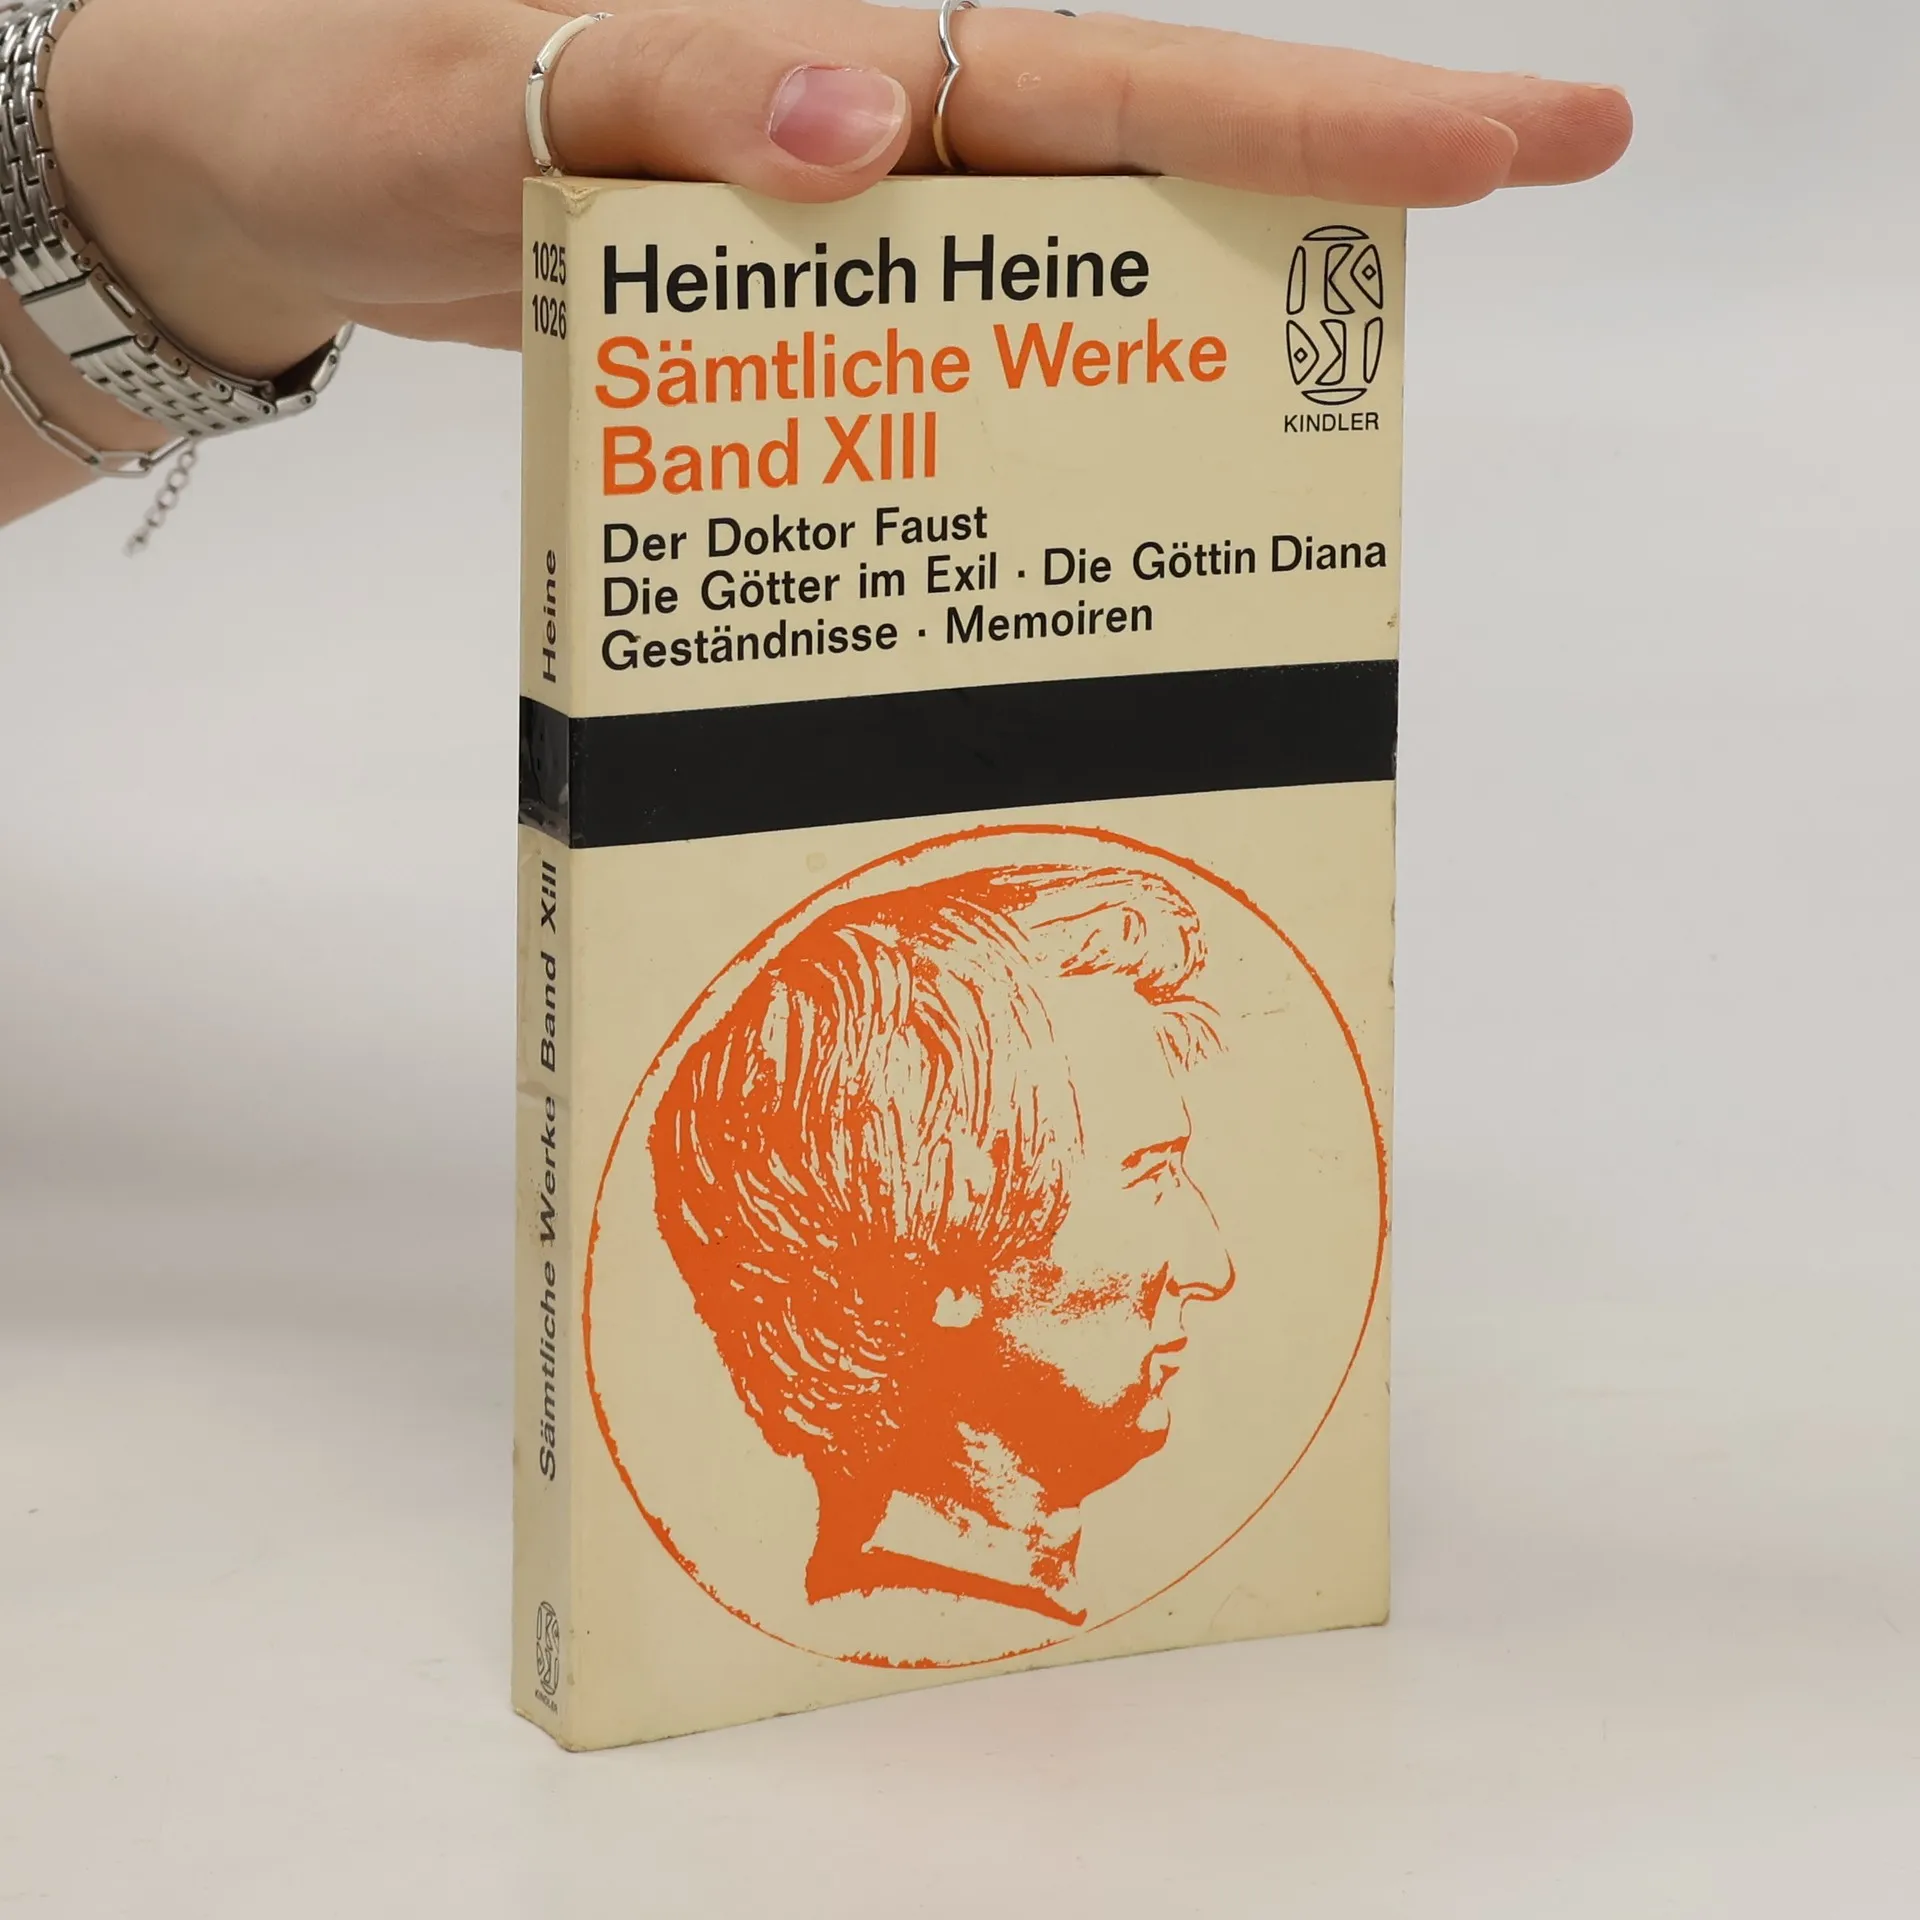 1025
1026
Heine
Sämtliche Werke Band XIII
KINDLER
Heinrich Heine
Sämtliche Werke
Band XIII
KINDLER
Der Doktor Faust
Die Götter im Exil · Die Göttin Diana
Geständnisse · Memoiren